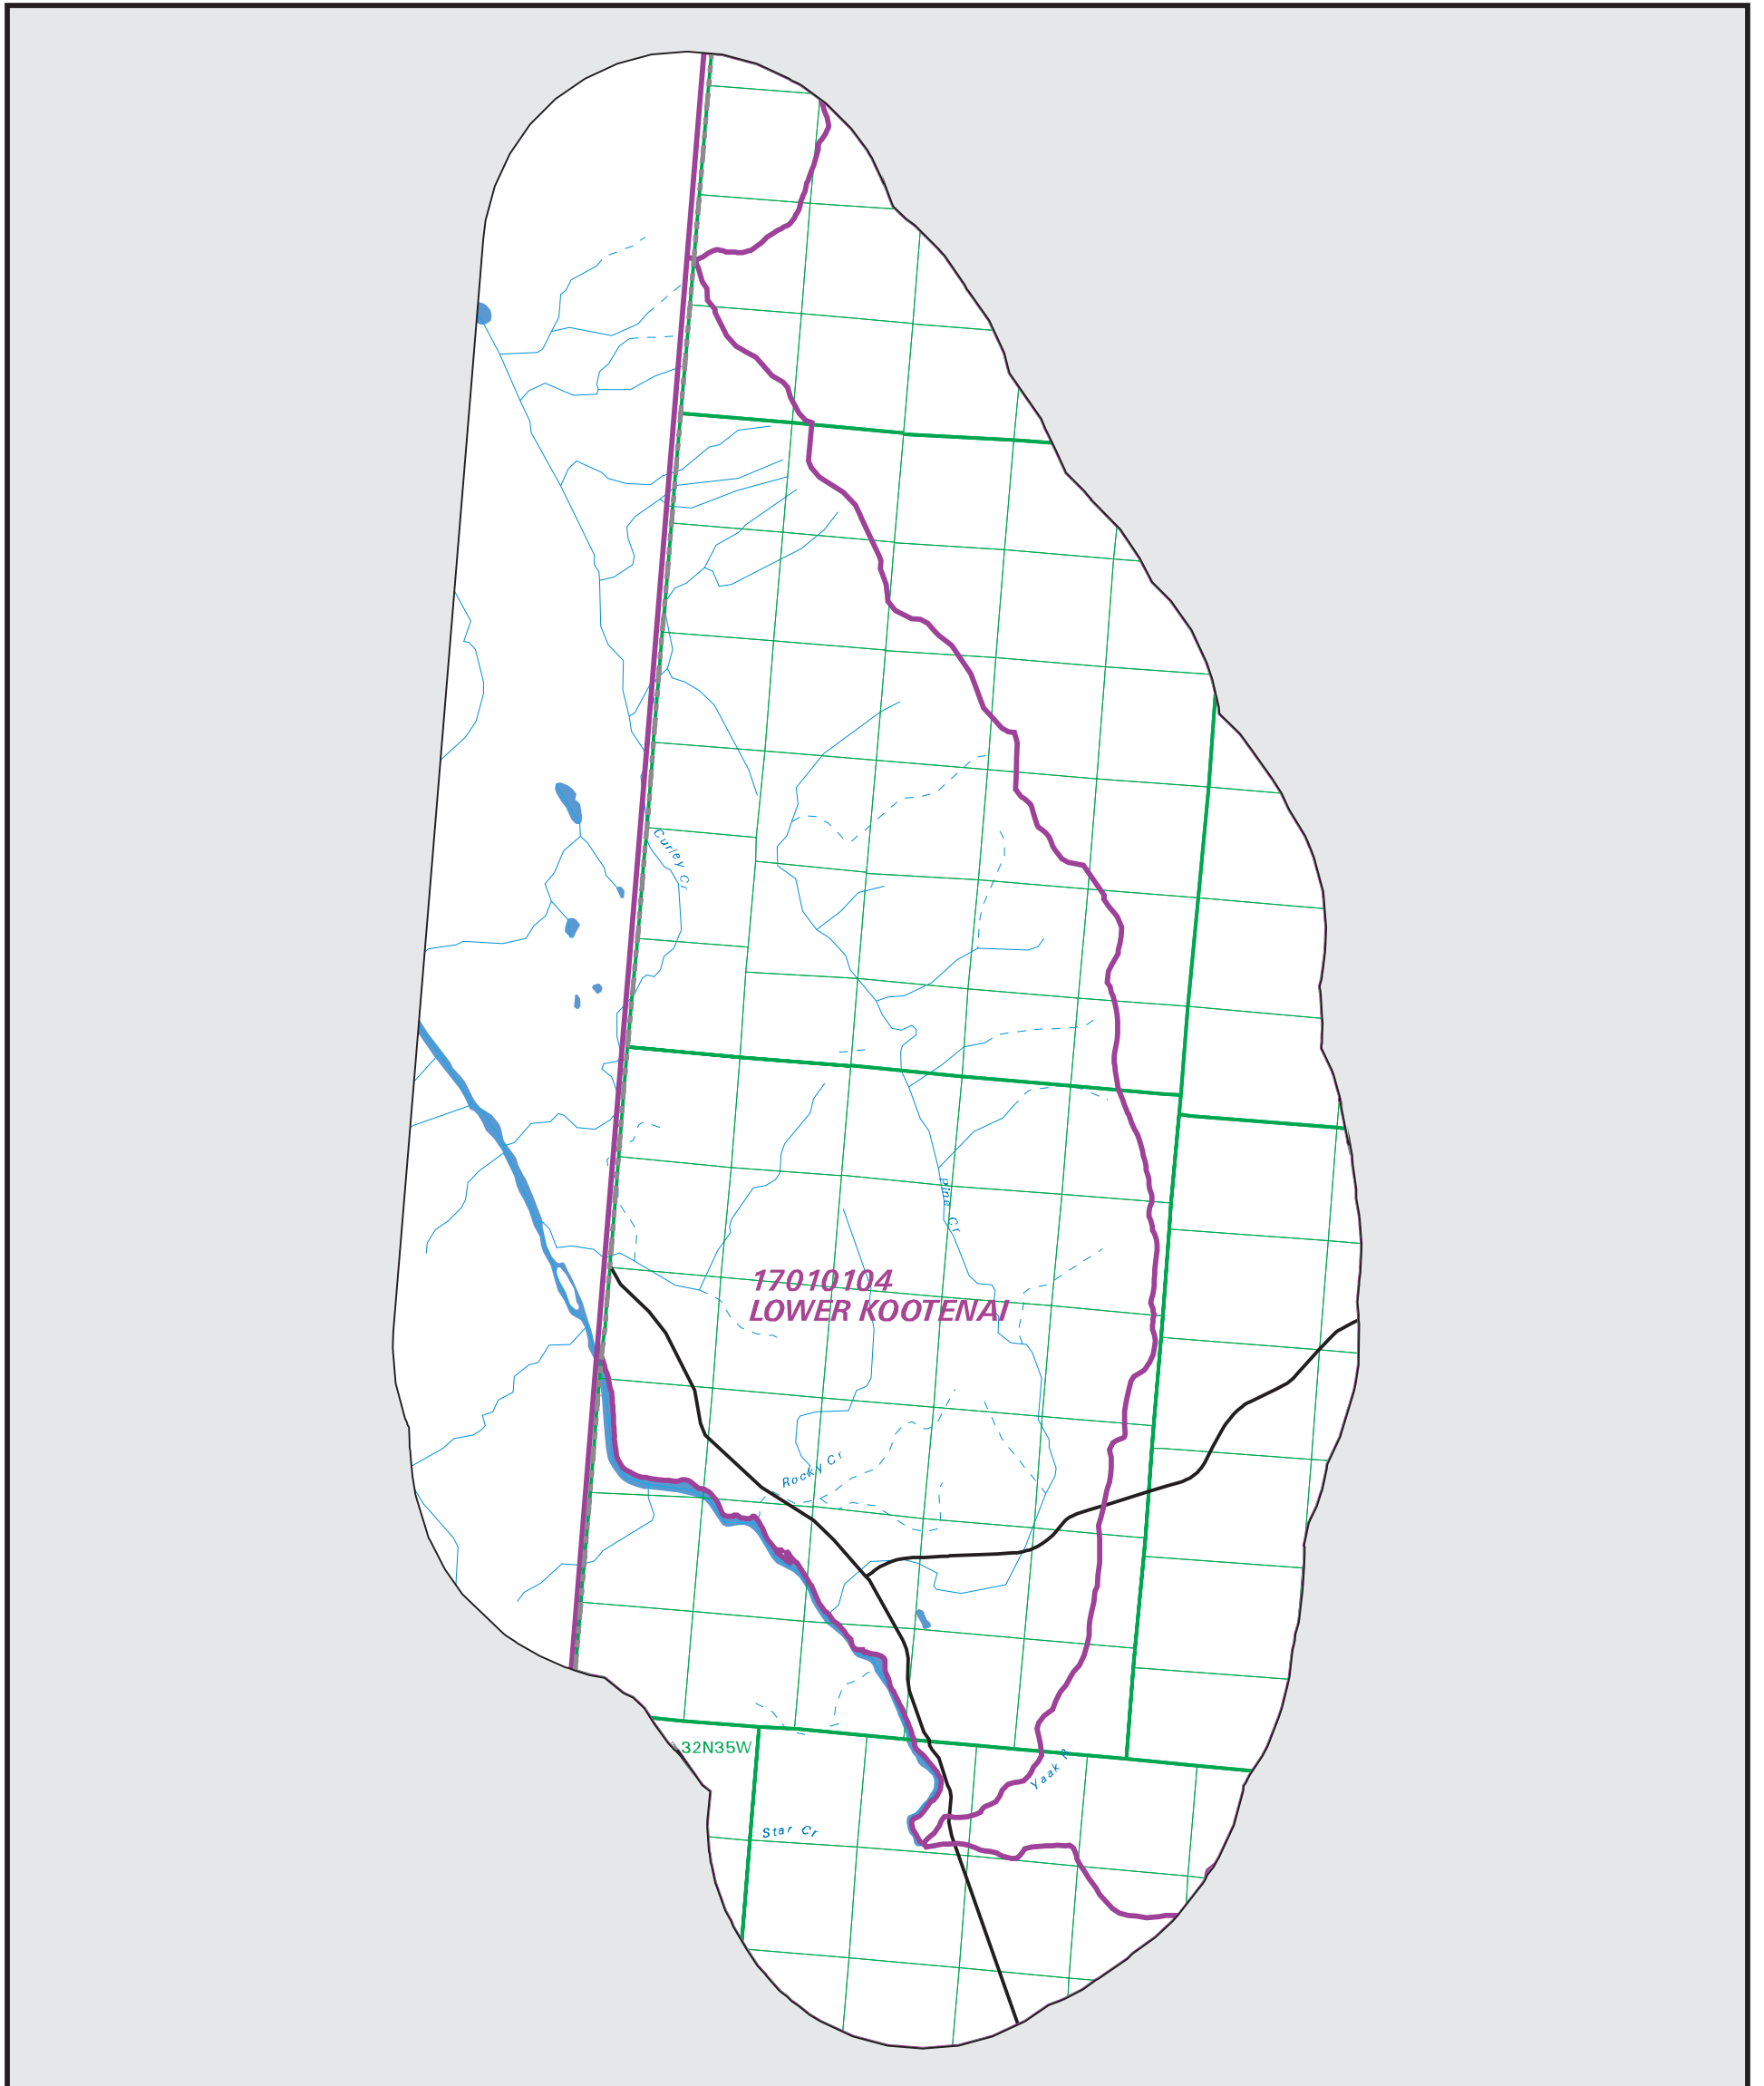 Curley Cr
Pine Cr
17010104
LOWER KOOTENAI
Rocky Cr
32N35W
Yaak R
Star Cr